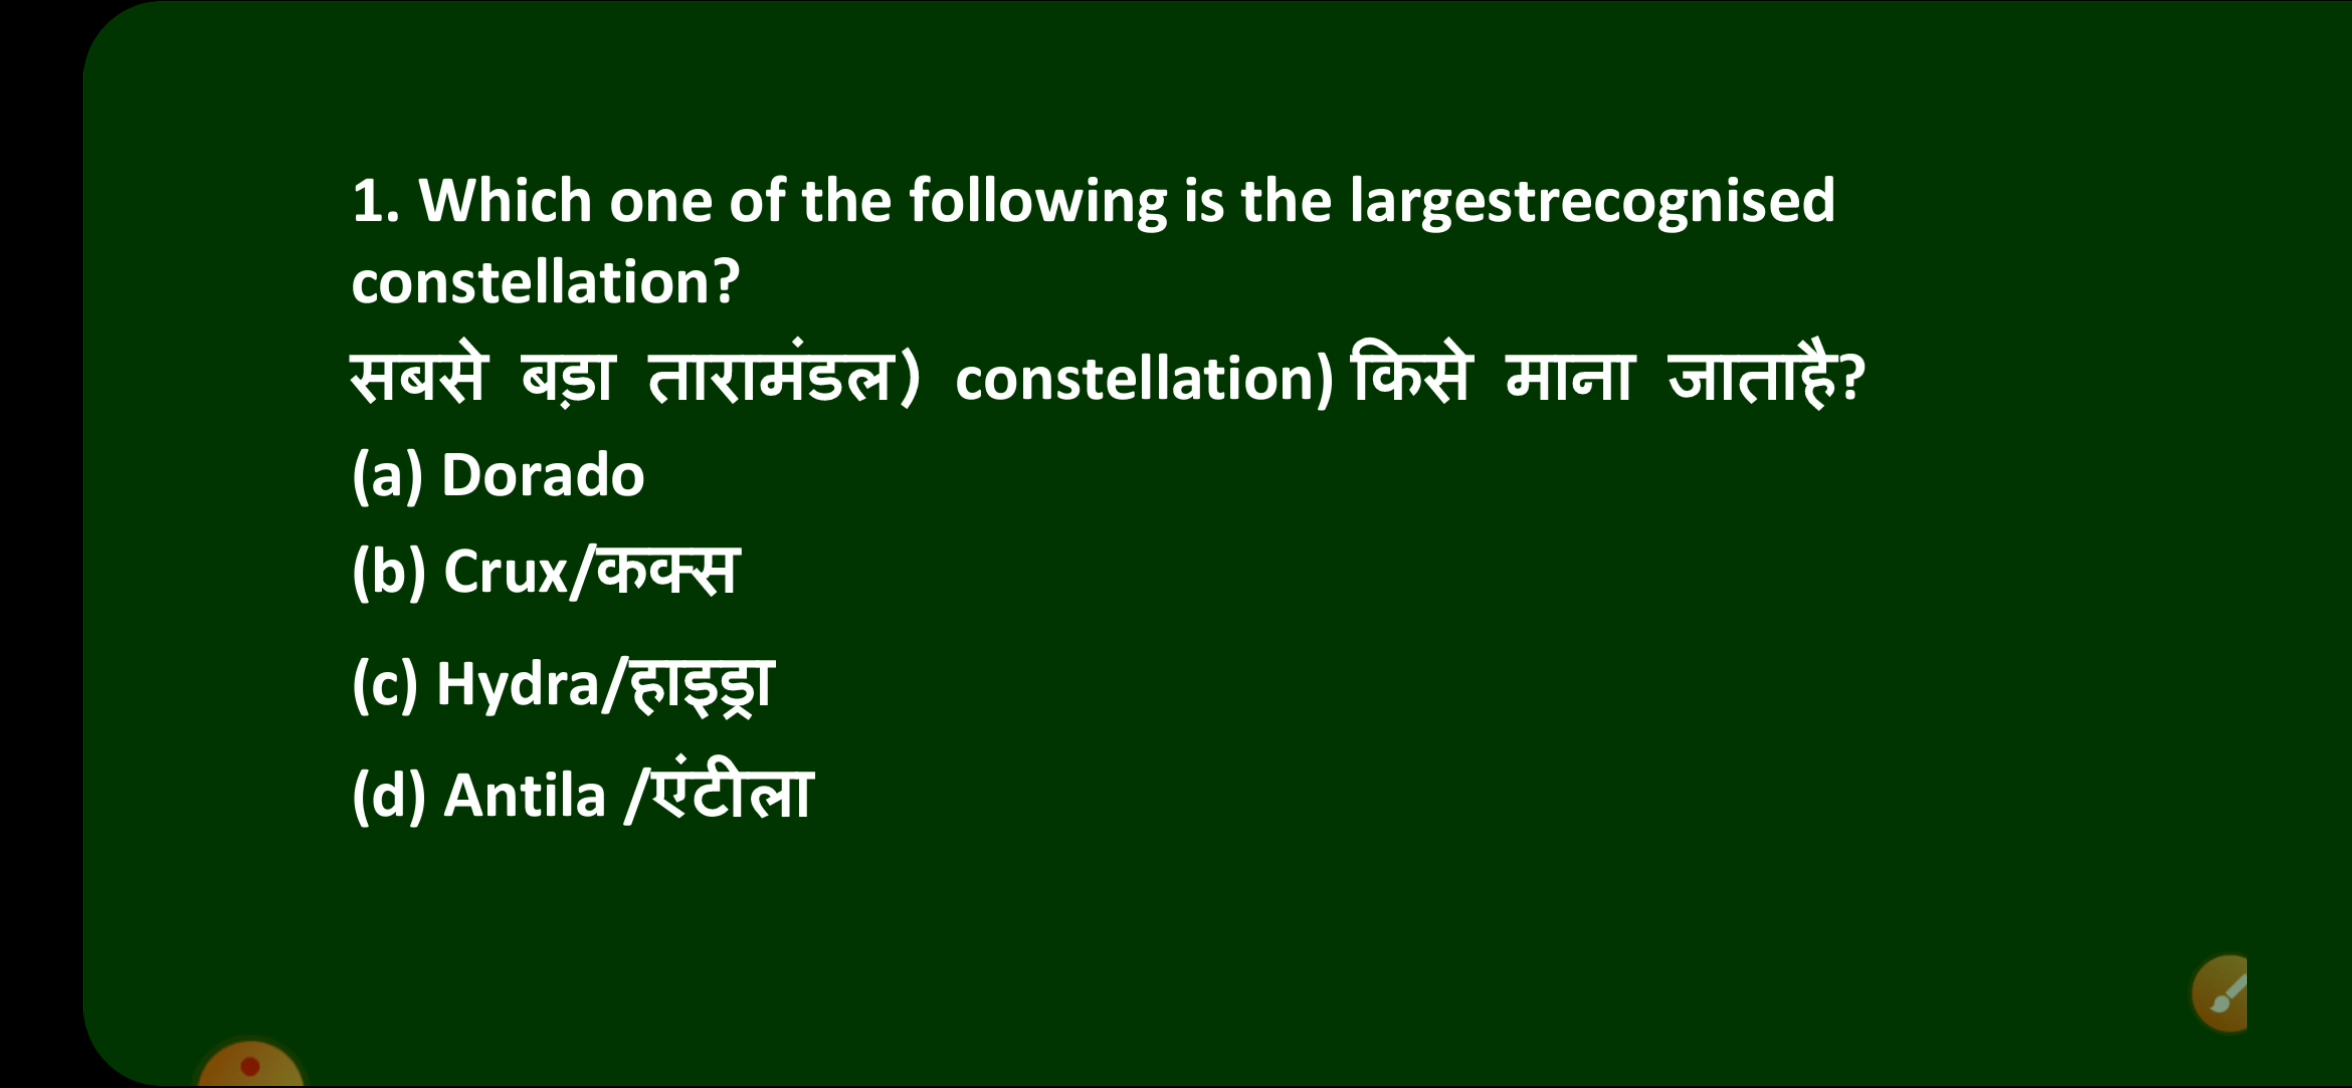 1. Which one of the following is the largestrecognised
constellation?
सबसे बड़ा तारामंडल) constellation) किसे माना जाताहै?
(a) Dorado
(b) Crux/कक्स
(c) Hydra/हाइड्रा
(d) Antila /एंटीला